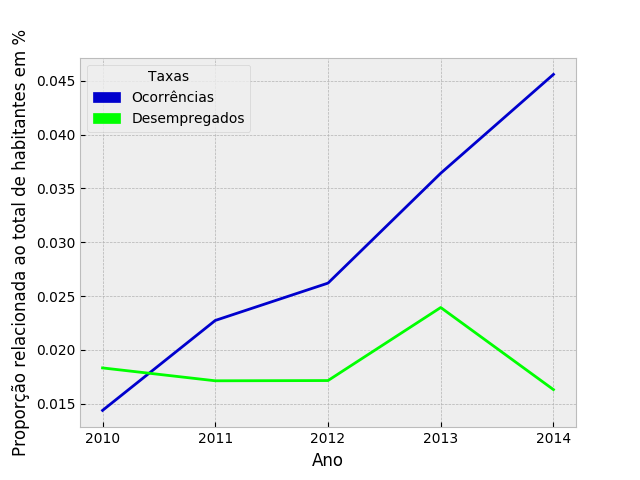 Proporção relacionada ao total de habitantes em %
0.045
0.040
0.035
0.030
0.025
0.020
0.015
Taxas
Ocorrências
Desempregados
2010 2011 2012 2013 2014
Ano